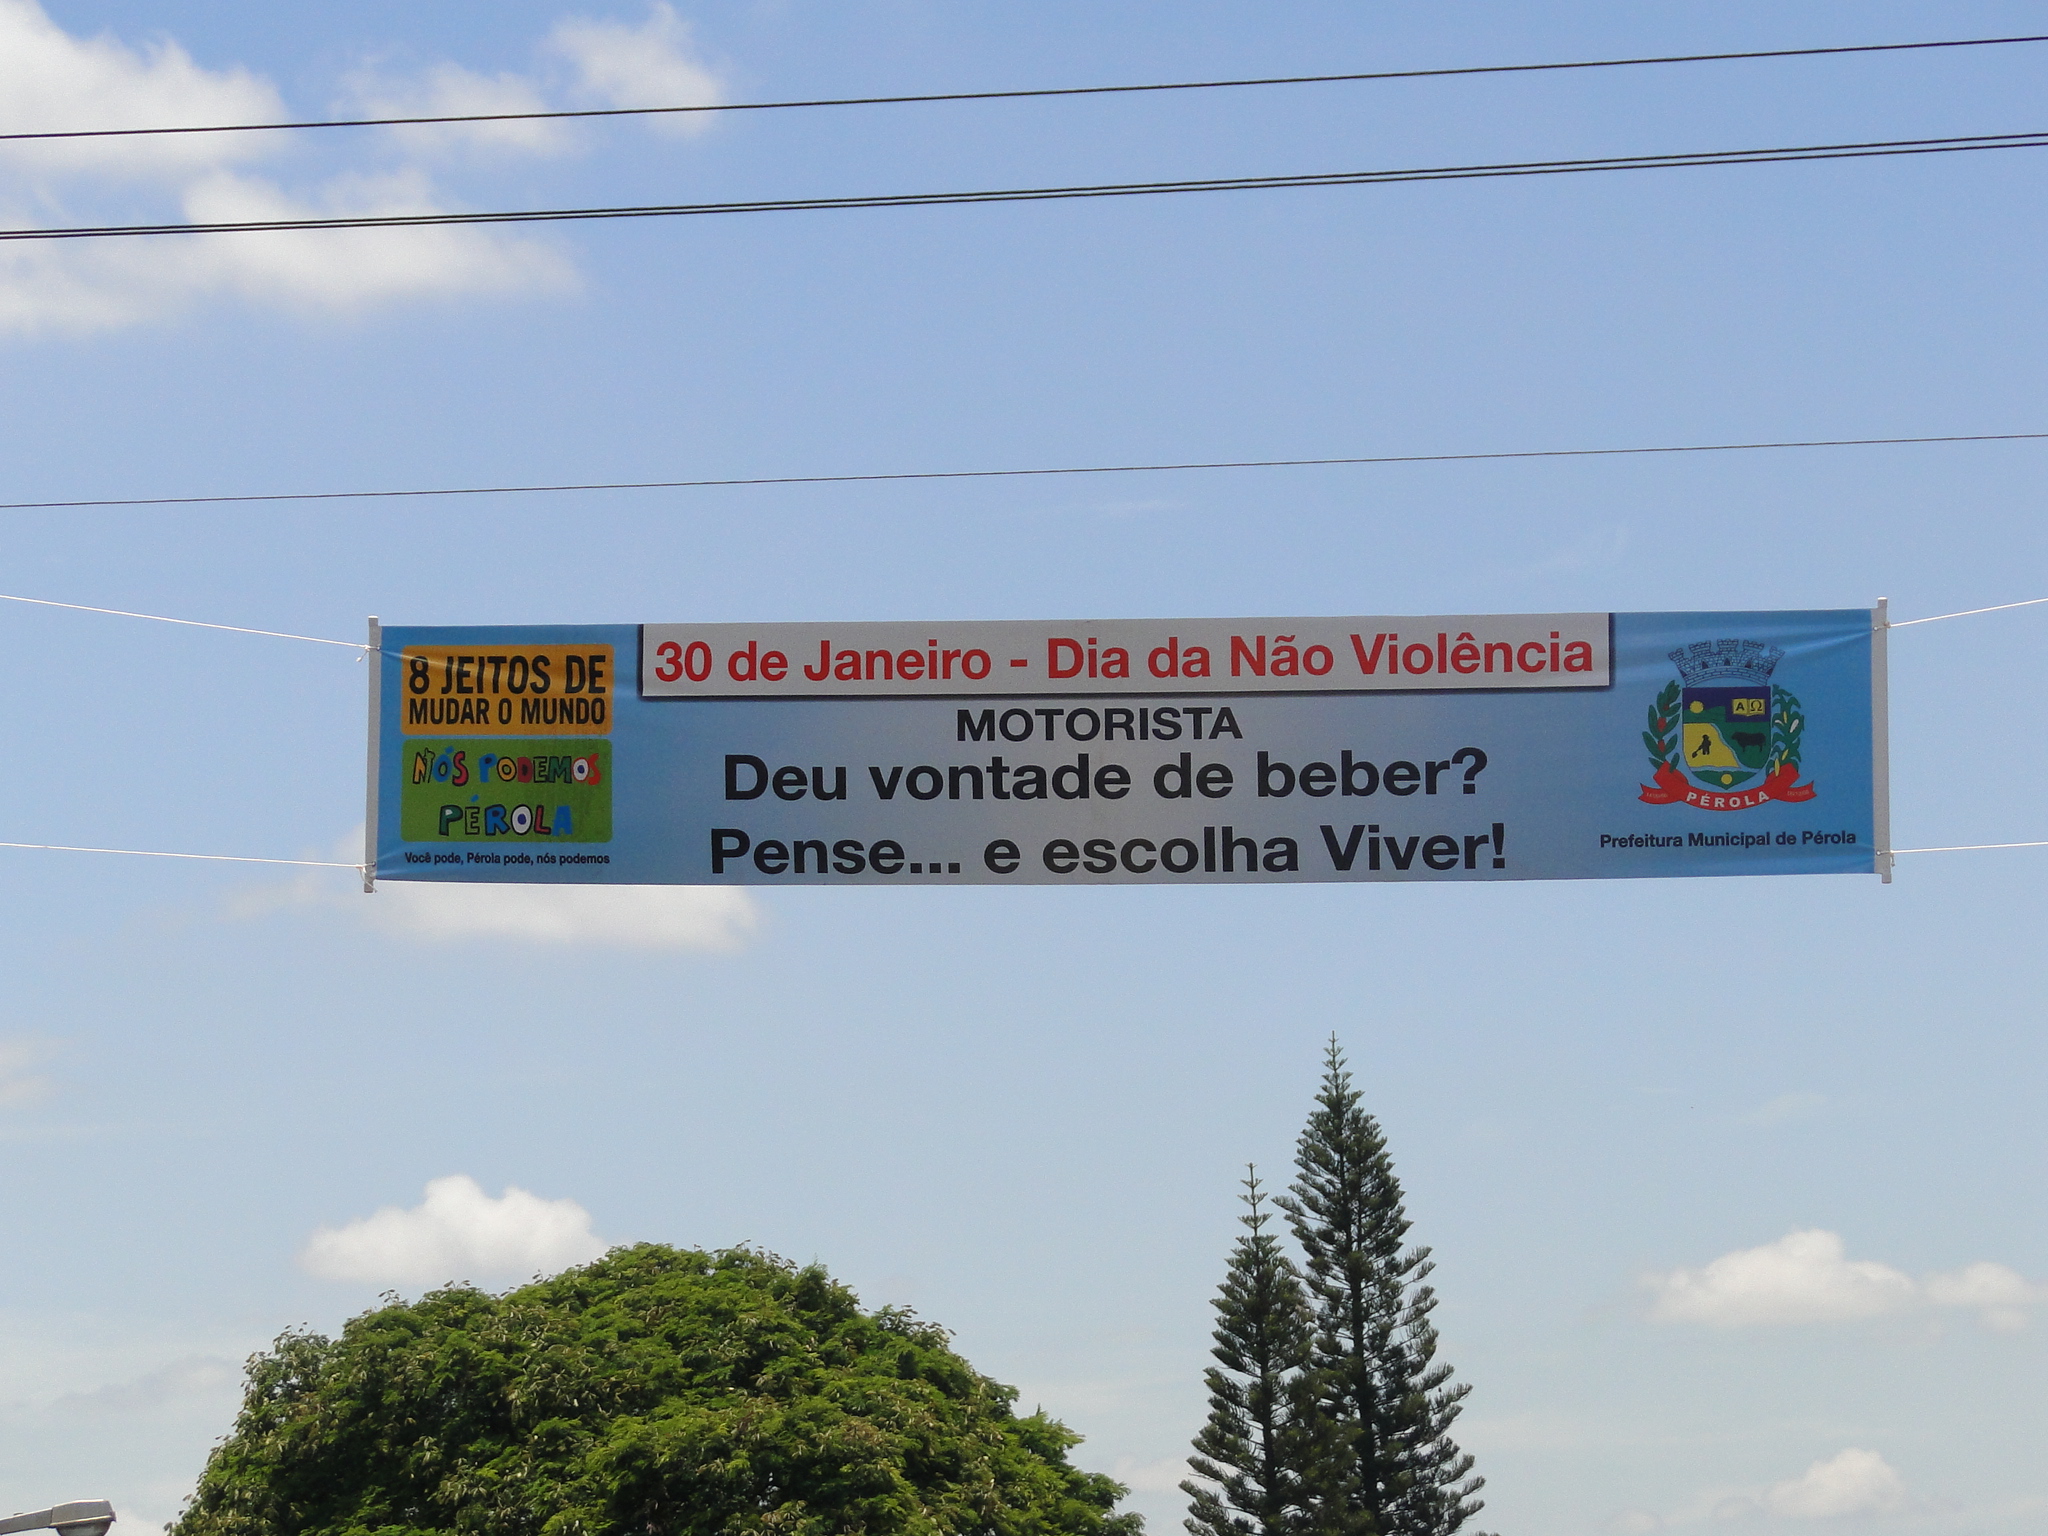 8 JEITOS DE
MUDAR O MUNDO
NÓS PODEMOS
PÉROLA
Você pode, Pérola pode, nós podemos
30 de Janeiro - Dia da Não Violência
MOTORISTA
Deu vontade de beber?
Pense... e escolha Viver!
A Ω
PÉROLA
Prefeitura Municipal de Pérola